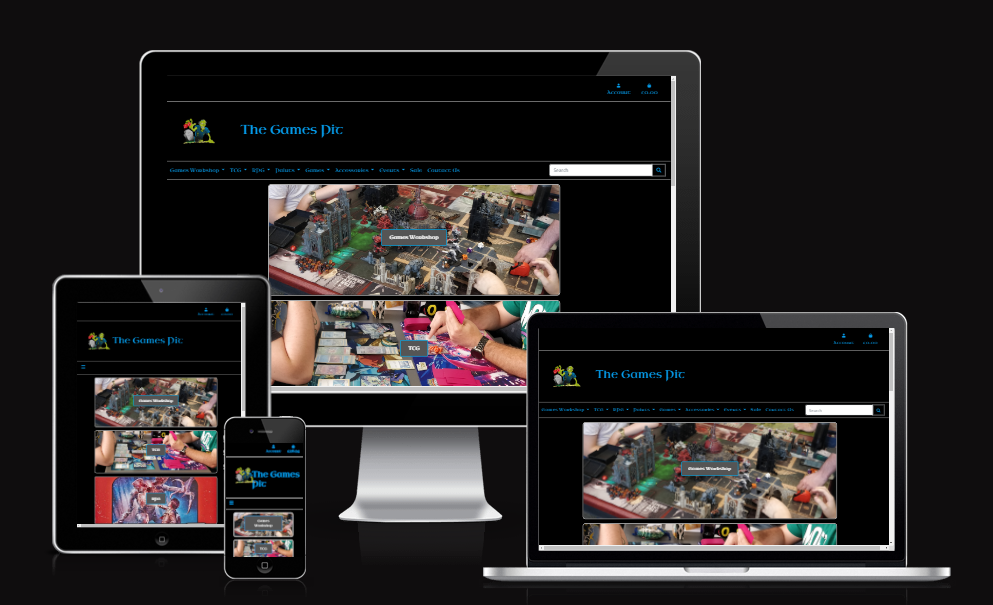 Account £0.00
The Games Pit
Games Workshop TCG RPG Paints Games Accessories Events Sale Contact Us
Search
Games Workshop
TCG
Account
The Games Pit
Games Workshop
TCG
RPG
Account
The Games
Pit
Games
Workshop
TCG
Account £0.00
The Games Pit
Games Workshop TCG RPG Paints Games Accessories Events Sale Contact Us
Search
Games Workshop